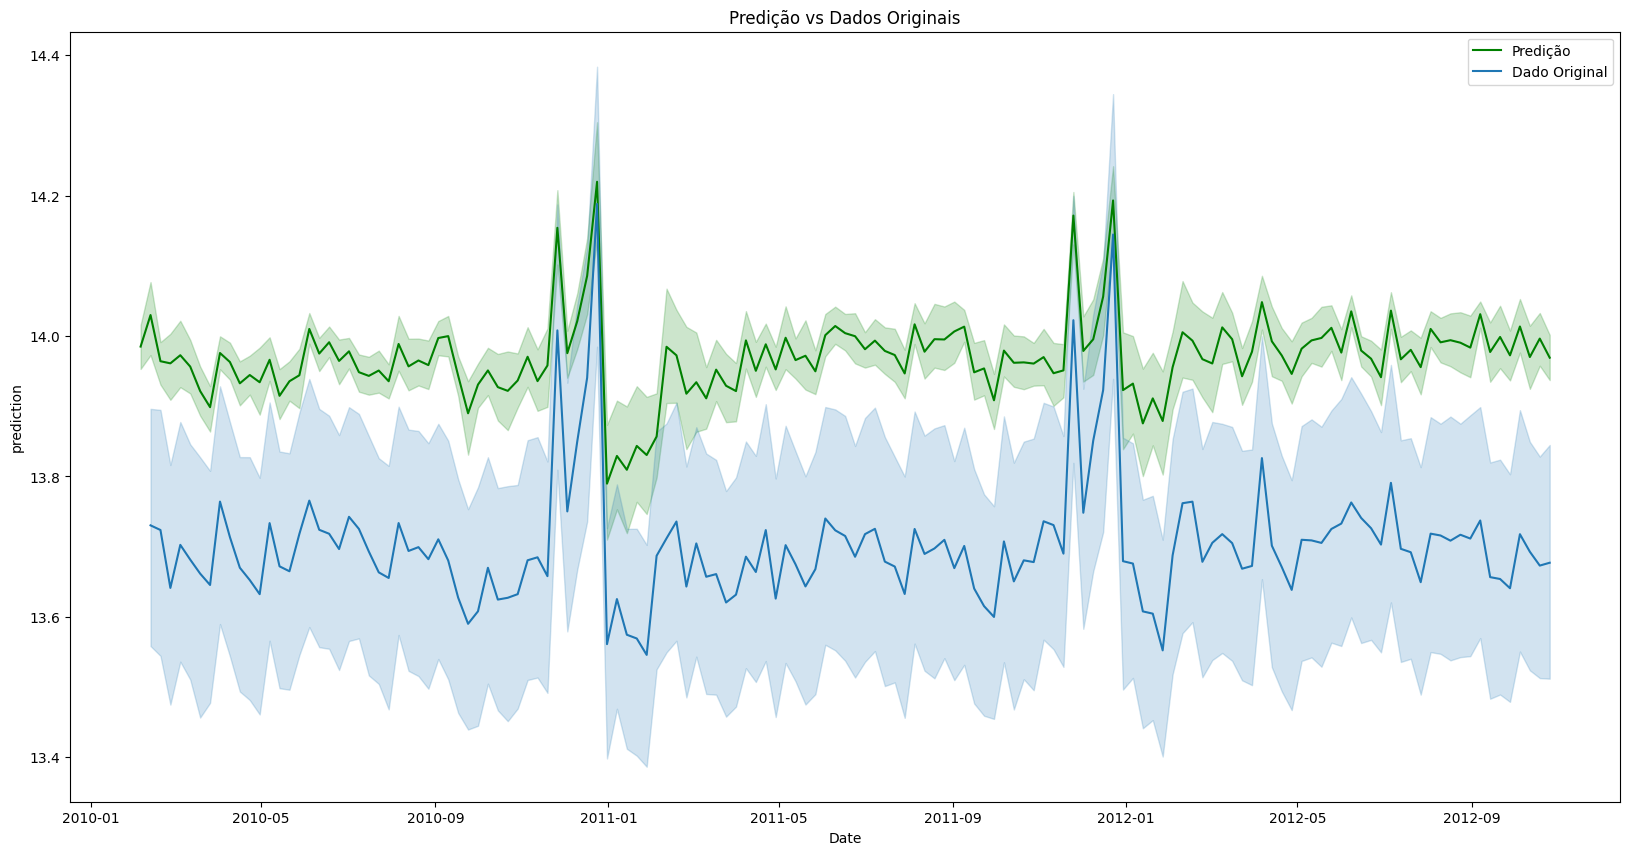 Predição vs Dados Originais
Predição
Dado Original
14.4
14.2
14.0
13.8
13.6
13.4
prediction
2010-01 2010-05 2010-09 2011-01 2011-05 2011-09 2012-01 2012-05 2012-09
Date